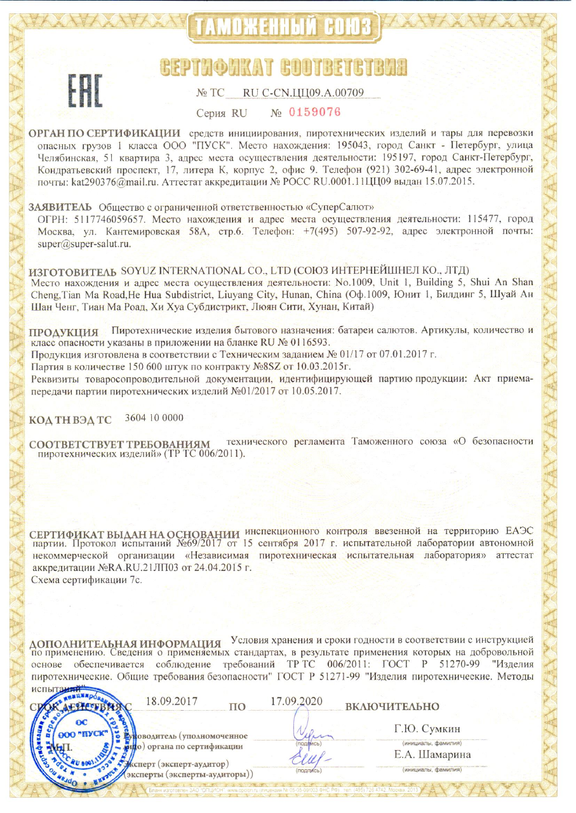 ТАМОЖЕННЫЙ СОЮЗ
СЕРТИФИКАТ СООТВЕТСТВИЯ
ЕАС
№ ТС RU С-CN.ЦЦ09.А.00709
Серия RU № 0159076
ОРГАН ПО СЕРТИФИКАЦИИ средств инициирования, пиротехнических изделий и тары для перевозки
опасных грузов 1 класса ООО "ПУСК". Место нахождения: 195043, город Санкт - Петербург, улица
Челябинская, 51 квартира 3, адрес места осуществления деятельности: 195197, город Санкт-Петербург,
Кондратьевский проспект, 17, литера К, корпус 2, офис 9. Телефон (921) 302-69-41, адрес электронной
почты: kat290376@mail.ru. Аттестат аккредитации № РОСС RU.0001.11ЦЦ09 выдан 15.07.2015.
ЗАЯВИТЕЛЬ Общество с ограниченной ответственностью «СуперСалют»
ОГРН: 5117746059657. Место нахождения и адрес места осуществления деятельности: 115477, город
Москва, ул. Кантемировская 58А, стр.6. Телефон: +7(495) 507-92-92, адрес электронной почты:
super@super-salut.ru.
ИЗГОТОВИТЕЛЬ SOYUZ INTERNATIONAL CO., LTD (СОЮЗ ИНТЕРНЕЙШНЕЛ КО., ЛТД)
Место нахождения и адрес места осуществления деятельности: No.1009, Unit 1, Building 5, Shui An Shan
Cheng,Tian Ma Road,He Hua Subdistrict, Liuyang City, Hunan, China (Оф.1009, Юнит 1, Билдинг 5, Шуай Ан
Шан Ченг, Тиан Ма Роад, Хи Хуа Субдистрикт, Люян Сити, Хунан, Китай)
ПРОДУКЦИЯ Пиротехнические изделия бытового назначения: батареи салютов. Артикулы, количество и
класс опасности указаны в приложении на бланке RU № 0116593.
Продукция изготовлена в соответствии с Техническим заданием № 01/17 от 07.01.2017 г.
Партия в количестве 150 600 штук по контракту №8SZ от 10.03.2015г.
Реквизиты товаросопроводительной документации, идентифицирующей партию продукции: Акт приема-
передачи партии пиротехнических изделий №01/2017 от 10.05.2017.
КОД ТН ВЭД ТС 3604 10 0000
СООТВЕТСТВУЕТ ТРЕБОВАНИЯМ технического регламента Таможенного союза «О безопасности
пиротехнических изделий» (ТР ТС 006/2011).
СЕРТИФИКАТ ВЫДАН НА ОСНОВАНИИ инспекционного контроля ввезенной на территорию ЕАЭС
партии. Протокол испытаний №69/2017 от 15 сентября 2017 г. испытательной лаборатории автономной
некоммерческой организации «Независимая пиротехническая испытательная лаборатория» аттестат
аккредитации №RA.RU.21ЛП03 от 24.04.2015 г.
Схема сертификации 7с.
ДОПОЛНИТЕЛЬНАЯ ИНФОРМАЦИЯ Условия хранения и сроки годности в соответствии с инструкцией
по применению. Сведения о применяемых стандартах, в результате применения которых на добровольной
основе обеспечивается соблюдение требований ТР ТС 006/2011: ГОСТ Р 51270-99 "Изделия
пиротехнические. Общие требования безопасности" ГОСТ Р 51271-99 "Изделия пиротехнические. Методы
испытаний"
СРОК ДЕЙСТВИЯ С 18.09.2017 ПО 17.09.2020 ВКЛЮЧИТЕЛЬНО
ОС
ООО "ПУСК"
М.П.
Руководитель (уполномоченное
лицо) органа по сертификации
(подпись)
Г.Ю. Сумкин
(инициалы, фамилия)
Эксперт (эксперт-аудитор)
(эксперты (эксперты-аудиторы))
(подпись)
Е.А. Шамарина
(инициалы, фамилия)